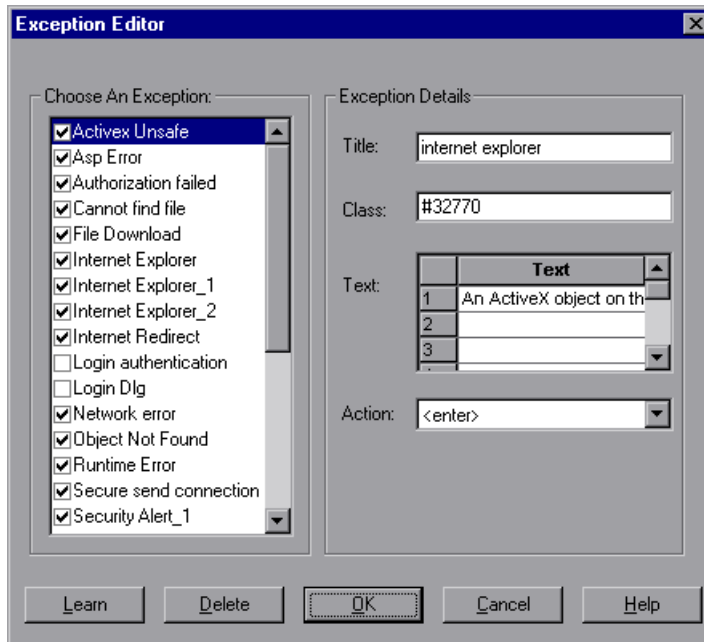 Exception Editor
Choose An Exception:
Activex Unsafe
Asp Error
Authorization failed
Cannot find file
File Download
Internet Explorer
Internet Explorer_1
Internet Explorer_2
Internet Redirect
Login authentication
Login Dlg
Network error
Object Not Found
Runtime Error
Secure send connection
Security Alert_1
Exception Details
Title: internet explorer
Class: #32770
Text:
Text
1 An ActiveX object on th
2
3
Action: <enter>
Learn Delete OK Cancel Help